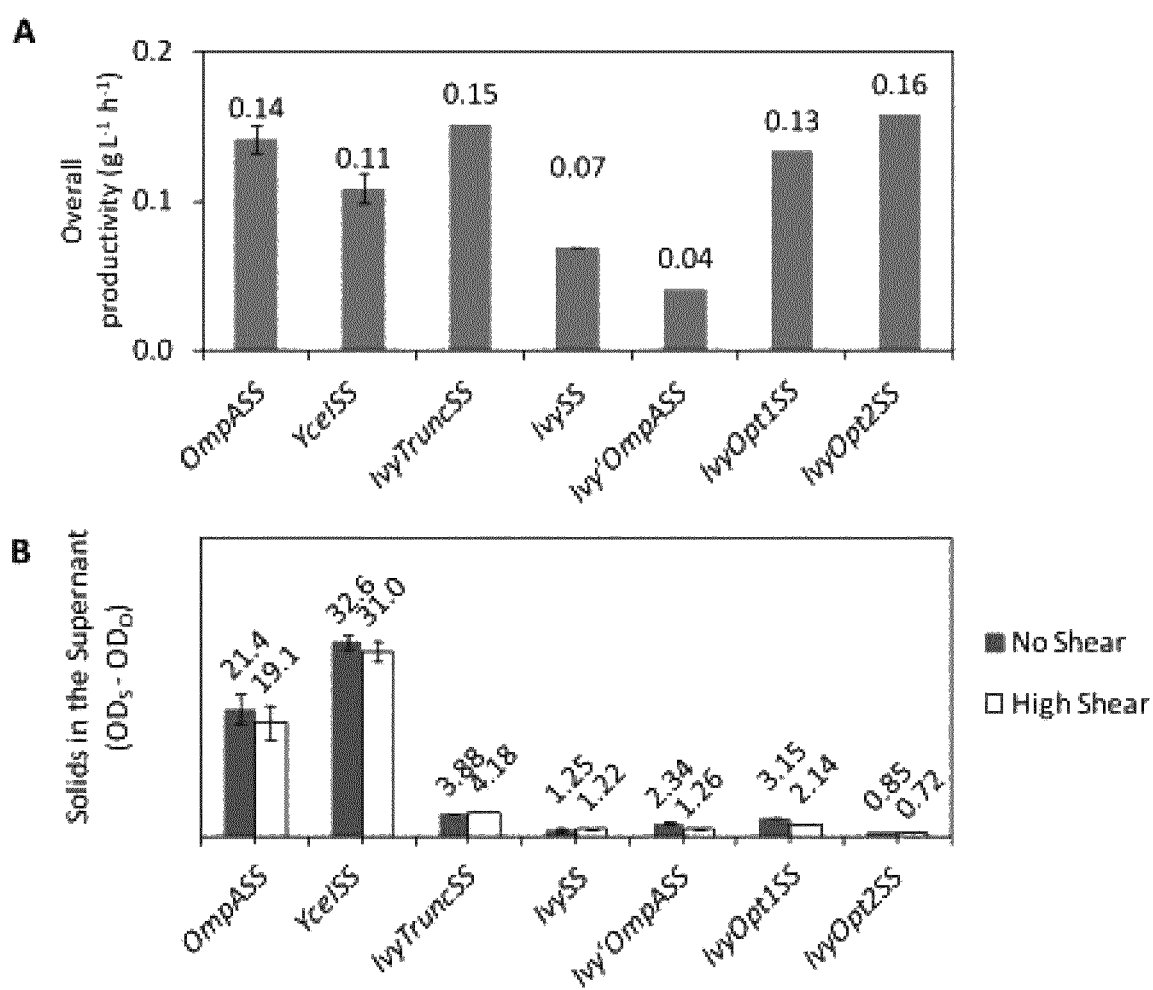 A
Overall
productivity (g L-1 h-1)
0.2
0.1
0.0
0.14
0.11
0.15
0.07
0.04
0.13
0.16
OmpASS
YceISS
IvyTruncSS
IvySS
Ivy'OmpASS
IvyOpt1SS
IvyOpt2SS
B
Solids in the Supernant
(ODS - ODO)
21.4
19.1
32.6
31.0
3.88
4.18
1.25
1.22
2.34
1.26
3.15
2.14
0.85
0.72
No Shear
High Shear
OmpASS
YceISS
IvyTruncSS
IvySS
Ivy'OmpASS
IvyOpt1SS
IvyOpt2SS